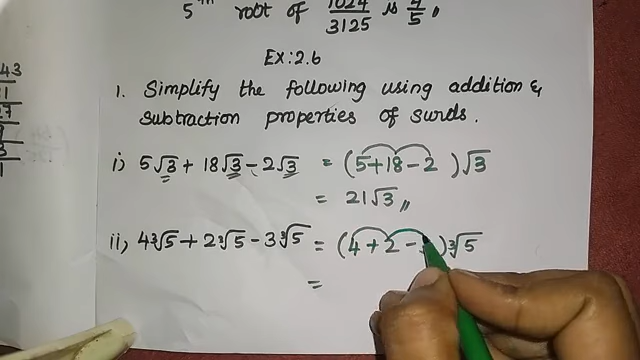 5th root of 1024/3125 is 4/5
Ex: 2.6
1. Simplify the following using addition &
subtraction properties of surds.
i) 5√3 + 18√3 - 2√3 = (5+18-2)√3
= 21√3
ii) 4∛5 + 2∛5 - 3∛5 = (4+2-)∛5
=
43